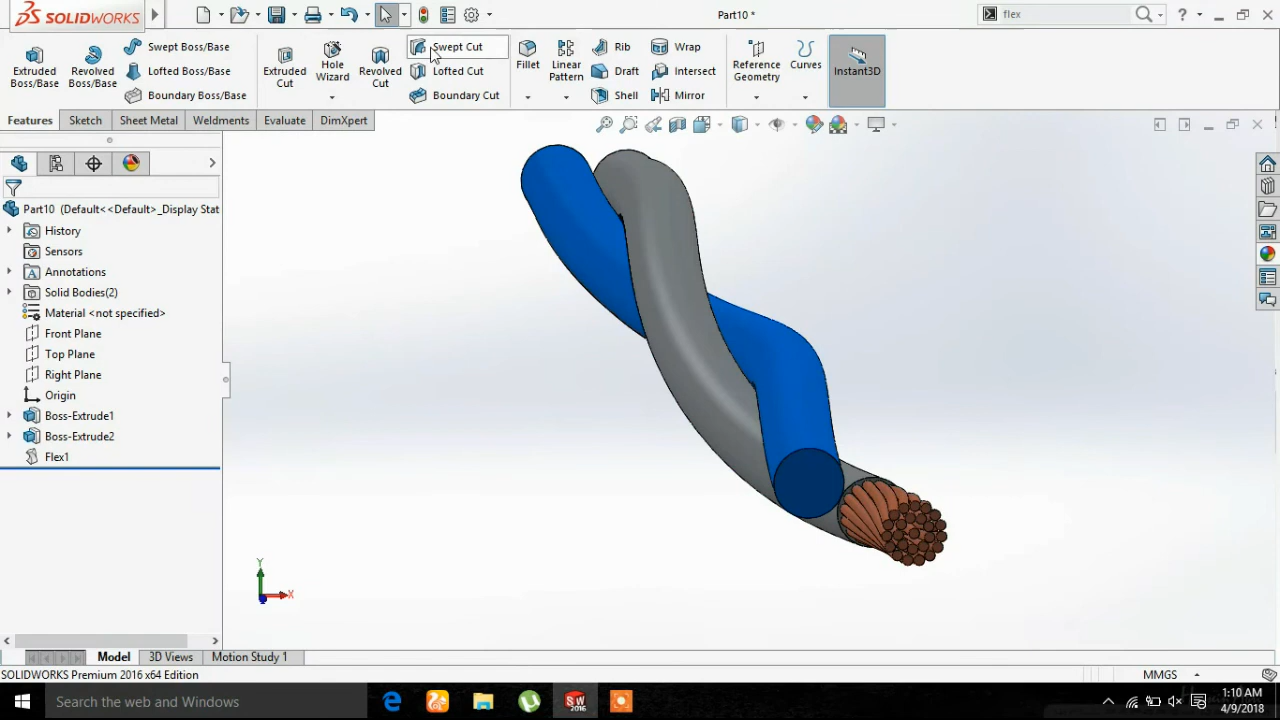 SOLIDWORKS
Part10 *
flex
Extruded Boss/Base
Revolved Boss/Base
Swept Boss/Base
Lofted Boss/Base
Boundary Boss/Base
Extruded Cut
Hole Wizard
Revolved Cut
Swept Cut
Lofted Cut
Boundary Cut
Fillet
Linear Pattern
Rib
Draft
Shell
Wrap
Intersect
Mirror
Reference Geometry
Curves
Instant3D
Features Sketch Sheet Metal Weldments Evaluate DimXpert
Part10 (Default<<Default>_Display Stat
History
Sensors
Annotations
Solid Bodies(2)
Material <not specified>
Front Plane
Top Plane
Right Plane
Origin
Boss-Extrude1
Boss-Extrude2
Flex1
Y
X
Model 3D Views Motion Study 1
SOLIDWORKS Premium 2016 x64 Edition
MMGS
Search the web and Windows
SW
2016
1:10 AM
4/9/2018